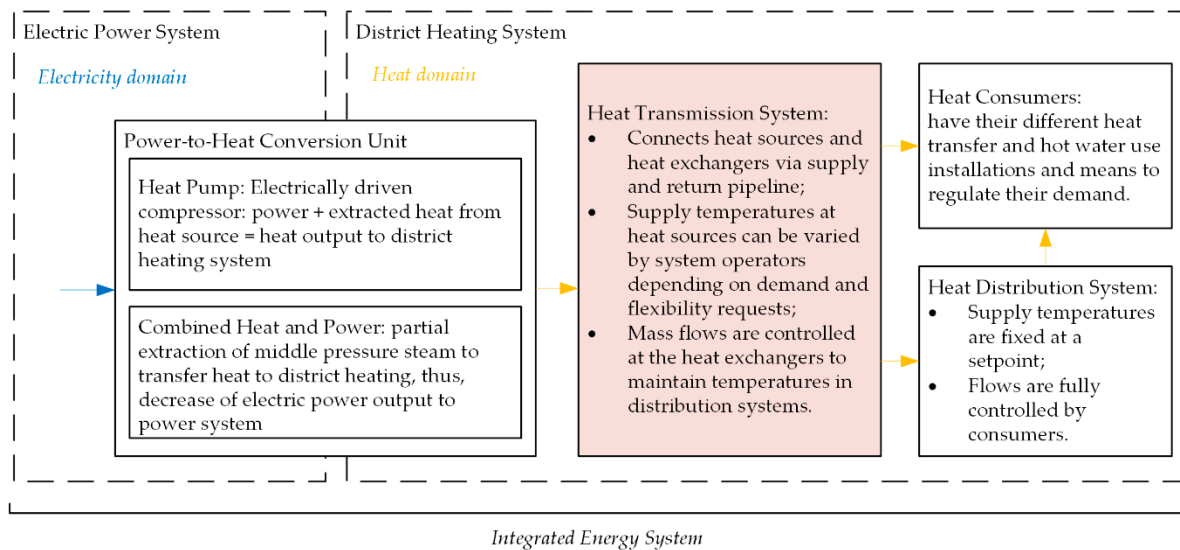 Electric Power System
Electricity domain
District Heating System
Heat domain
Power-to-Heat Conversion Unit
Heat Pump: Electrically driven
compressor: power + extracted heat from
heat source = heat output to district
heating system
Combined Heat and Power: partial
extraction of middle pressure steam to
transfer heat to district heating, thus,
decrease of electric power output to
power system
Heat Transmission System:
• Connects heat sources and
heat exchangers via supply
and return pipeline;
• Supply temperatures at
heat sources can be varied
by system operators
depending on demand and
flexibility requests;
• Mass flows are controlled
at the heat exchangers to
maintain temperatures in
distribution systems.
Heat Consumers:
have their different heat
transfer and hot water use
installations and means to
regulate their demand.
Heat Distribution System:
• Supply temperatures
are fixed at a
setpoint;
• Flows are fully
controlled by
consumers.
Integrated Energy System